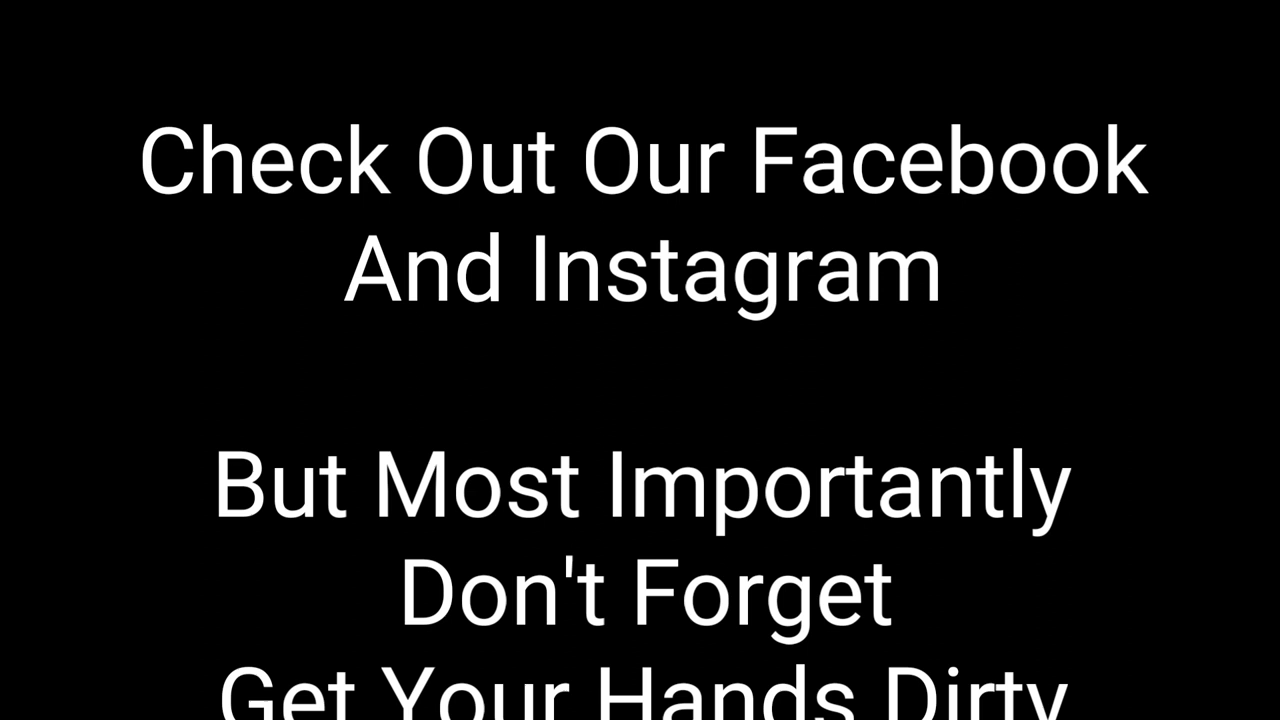 Check Out Our Facebook
And Instagram
But Most Importantly
Don't Forget
Get Your Hands Dirty